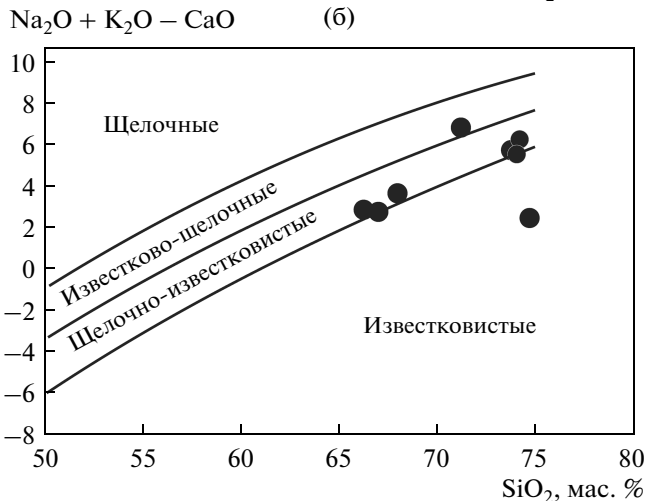 Na₂O + K₂O – CaO (б)
10
8
6
4
2
0
–2
–4
–6
–8
Щелочные
Известково-щелочные
Щелочно-известковистые
Известковистые
50 55 60 65 70 75 80
SiO₂, мас. %